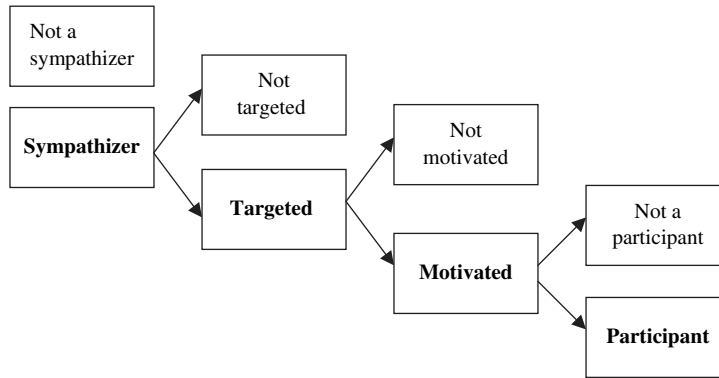 Not a
sympathizer
Sympathizer
Not
targeted
Targeted
Not
motivated
Motivated
Not a
participant
Participant